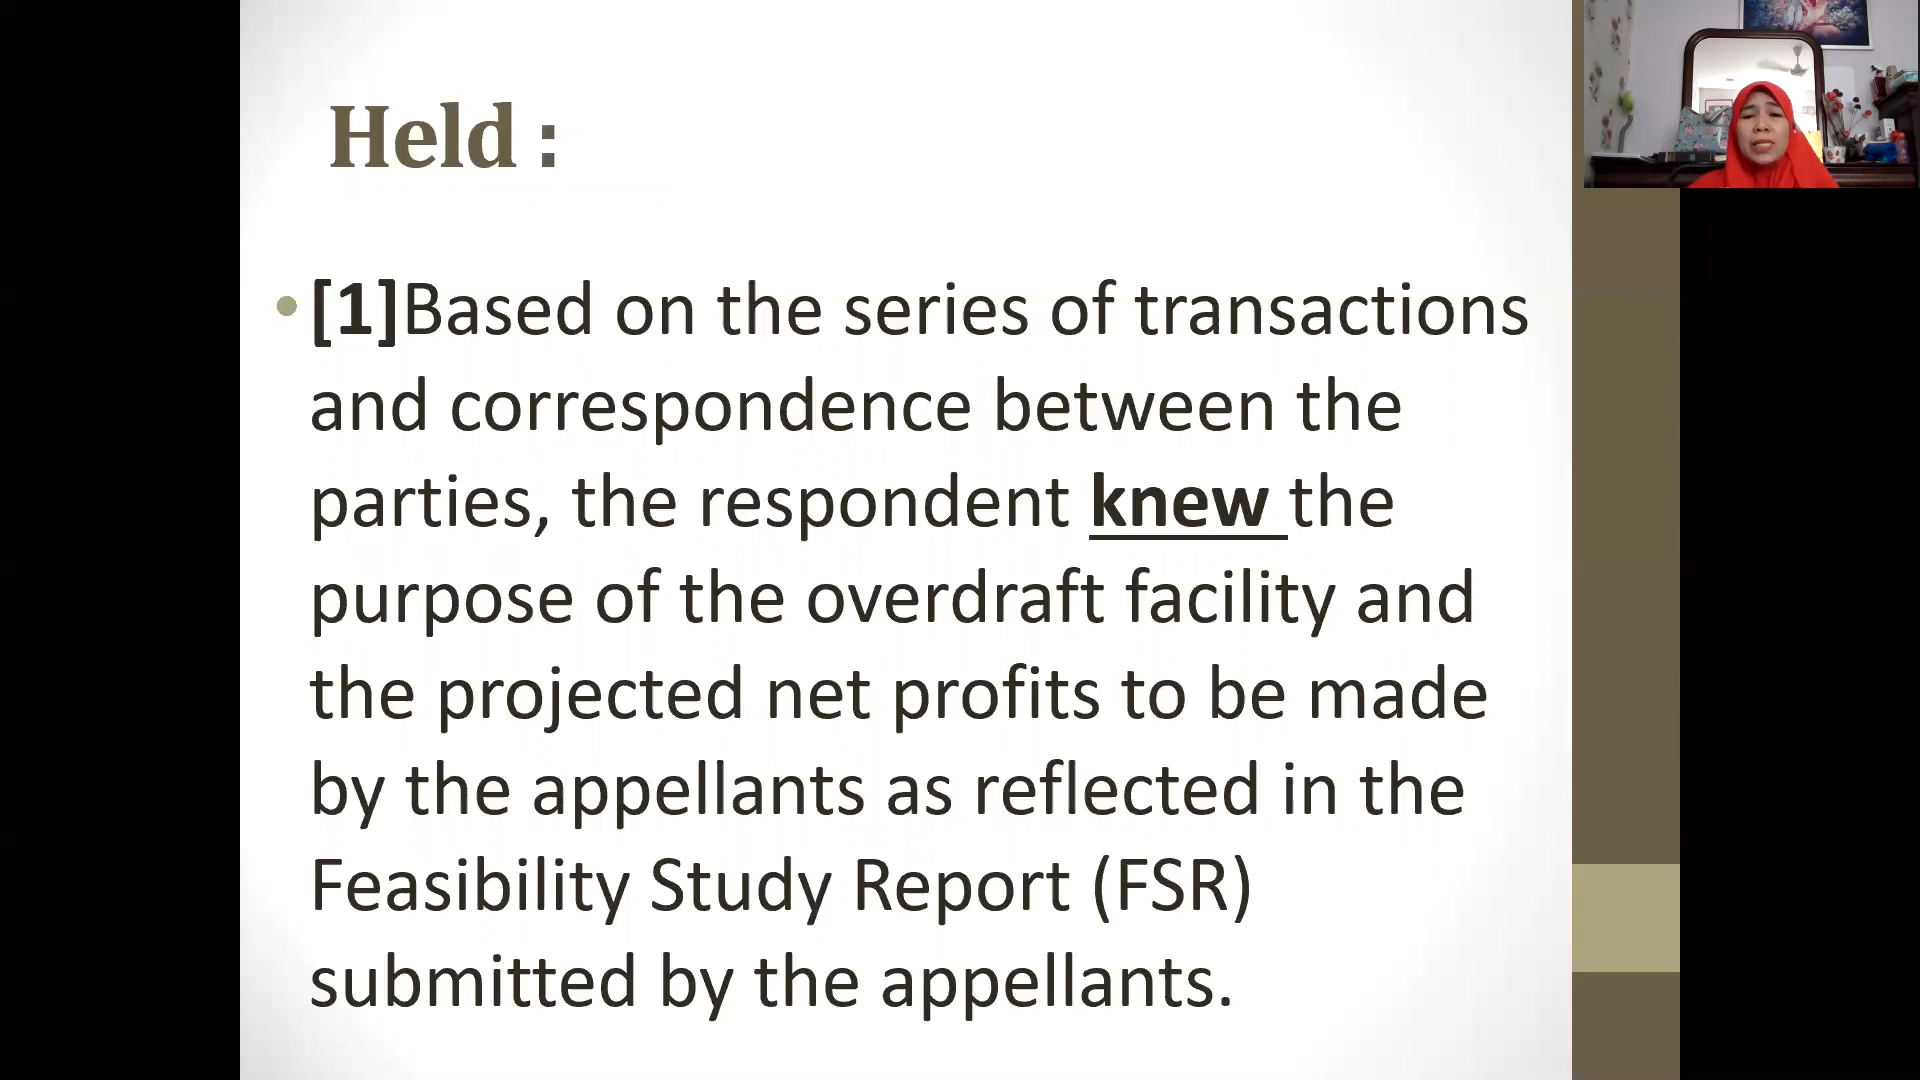 Held :
• [1]Based on the series of transactions
and correspondence between the
parties, the respondent knew the
purpose of the overdraft facility and
the projected net profits to be made
by the appellants as reflected in the
Feasibility Study Report (FSR)
submitted by the appellants.